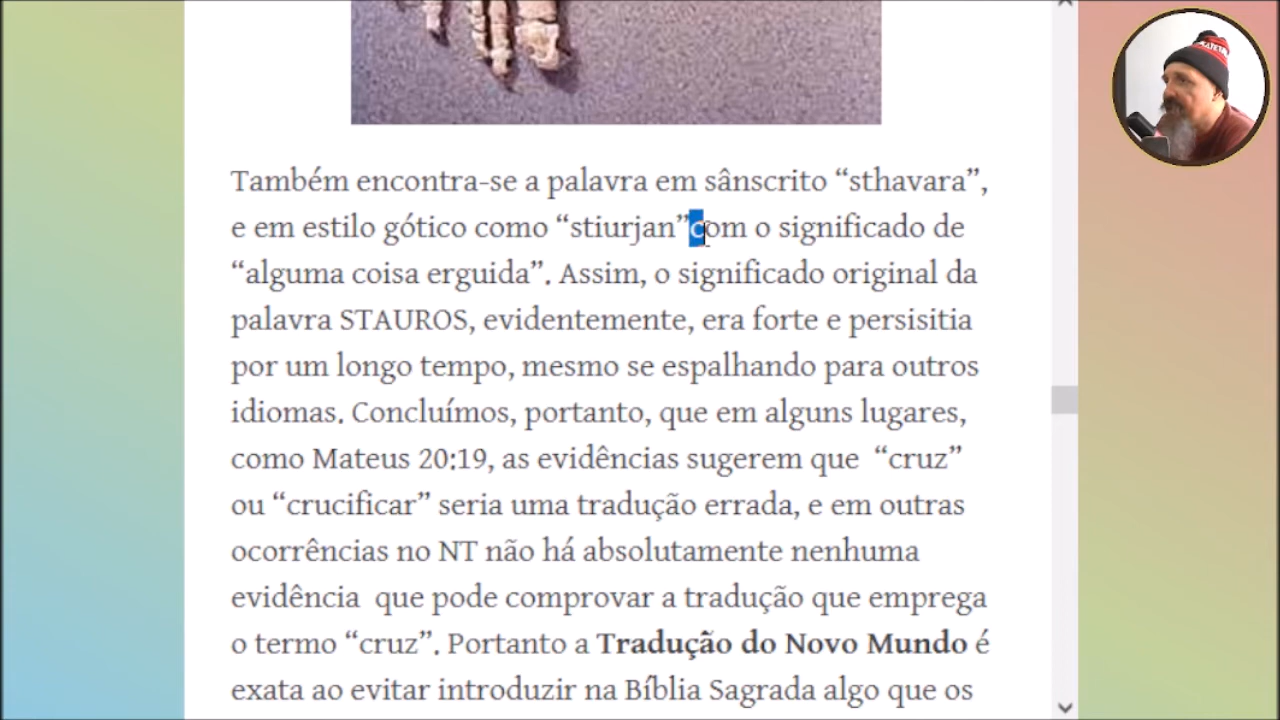 Também encontra-se a palavra em sânscrito “sthavara”,
e em estilo gótico como “stiurjan”com o significado de
“alguma coisa erguida”. Assim, o significado original da
palavra STAUROS, evidentemente, era forte e persisitia
por um longo tempo, mesmo se espalhando para outros
idiomas. Concluímos, portanto, que em alguns lugares,
como Mateus 20:19, as evidências sugerem que “cruz”
ou “crucificar” seria uma tradução errada, e em outras
ocorrências no NT não há absolutamente nenhuma
evidência que pode comprovar a tradução que emprega
o termo “cruz”. Portanto a Tradução do Novo Mundo é
exata ao evitar introduzir na Bíblia Sagrada algo que os